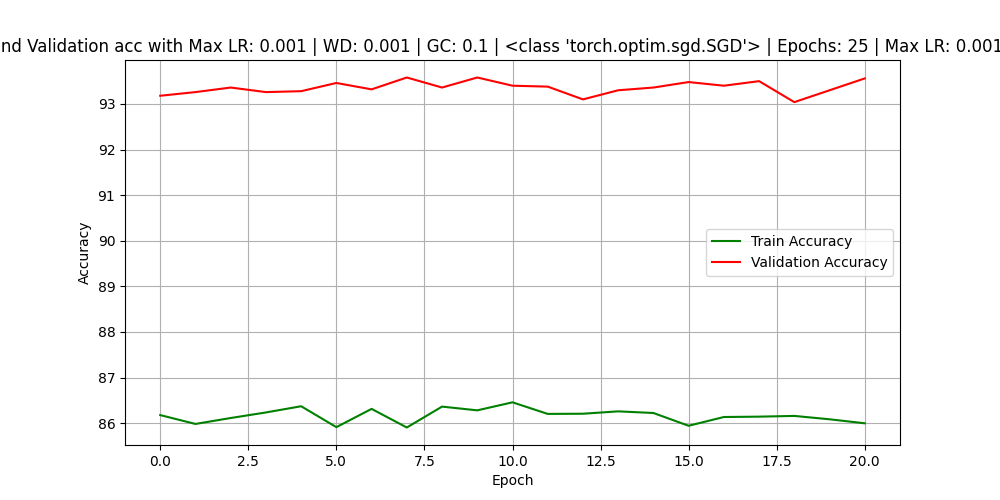 nd Validation acc with Max LR: 0.001 | WD: 0.001 | GC: 0.1 | <class 'torch.optim.sgd.SGD'> | Epochs: 25 | Max LR: 0.001
93
92
91
90
89
88
87
86
Accuracy
Train Accuracy
Validation Accuracy
0.0 2.5 5.0 7.5 10.0 12.5 15.0 17.5 20.0
Epoch